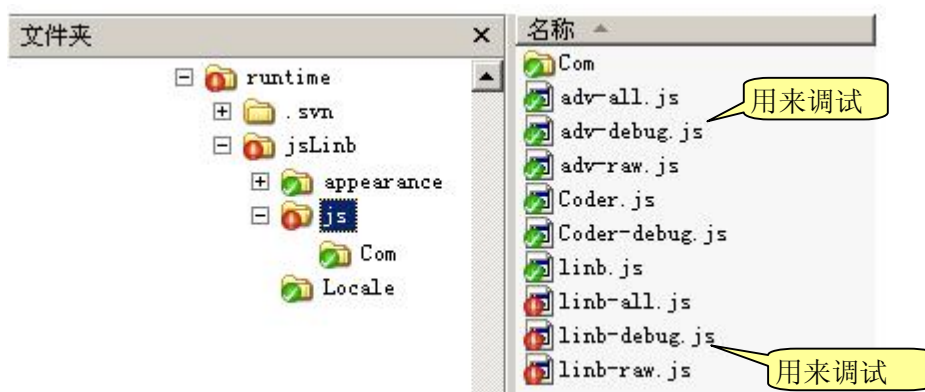 文件夹
runtime
.svn
jsLinb
appearance
js
Com
Locale
名称
Com
adv-all.js
adv-debug.js
用来调试
adv-raw.js
Coder.js
Coder-debug.js
linb.js
linb-all.js
linb-debug.js
用来调试
linb-raw.js